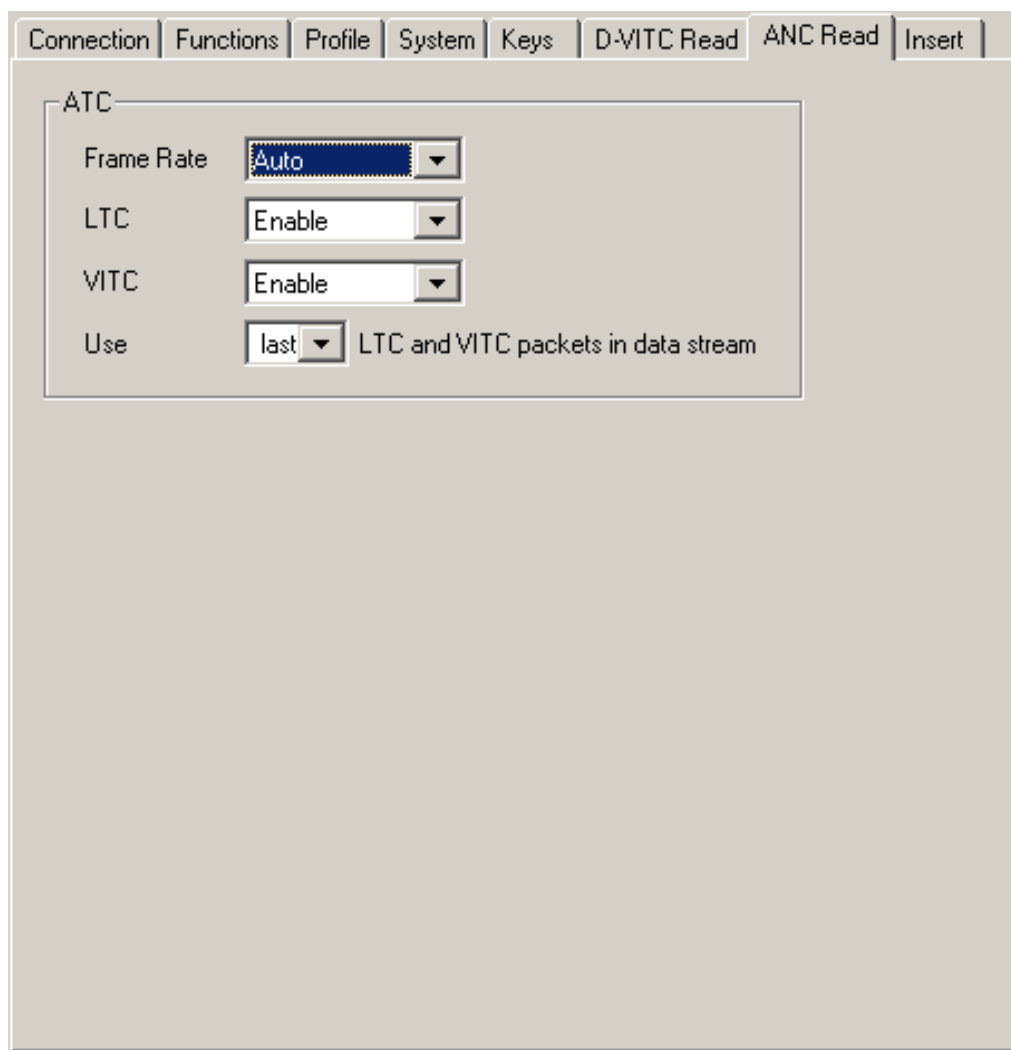 Connection Functions Profile System Keys D-VITC Read ANC Read Insert
ATC
Frame Rate Auto
LTC Enable
VITC Enable
Use last LTC and VITC packets in data stream